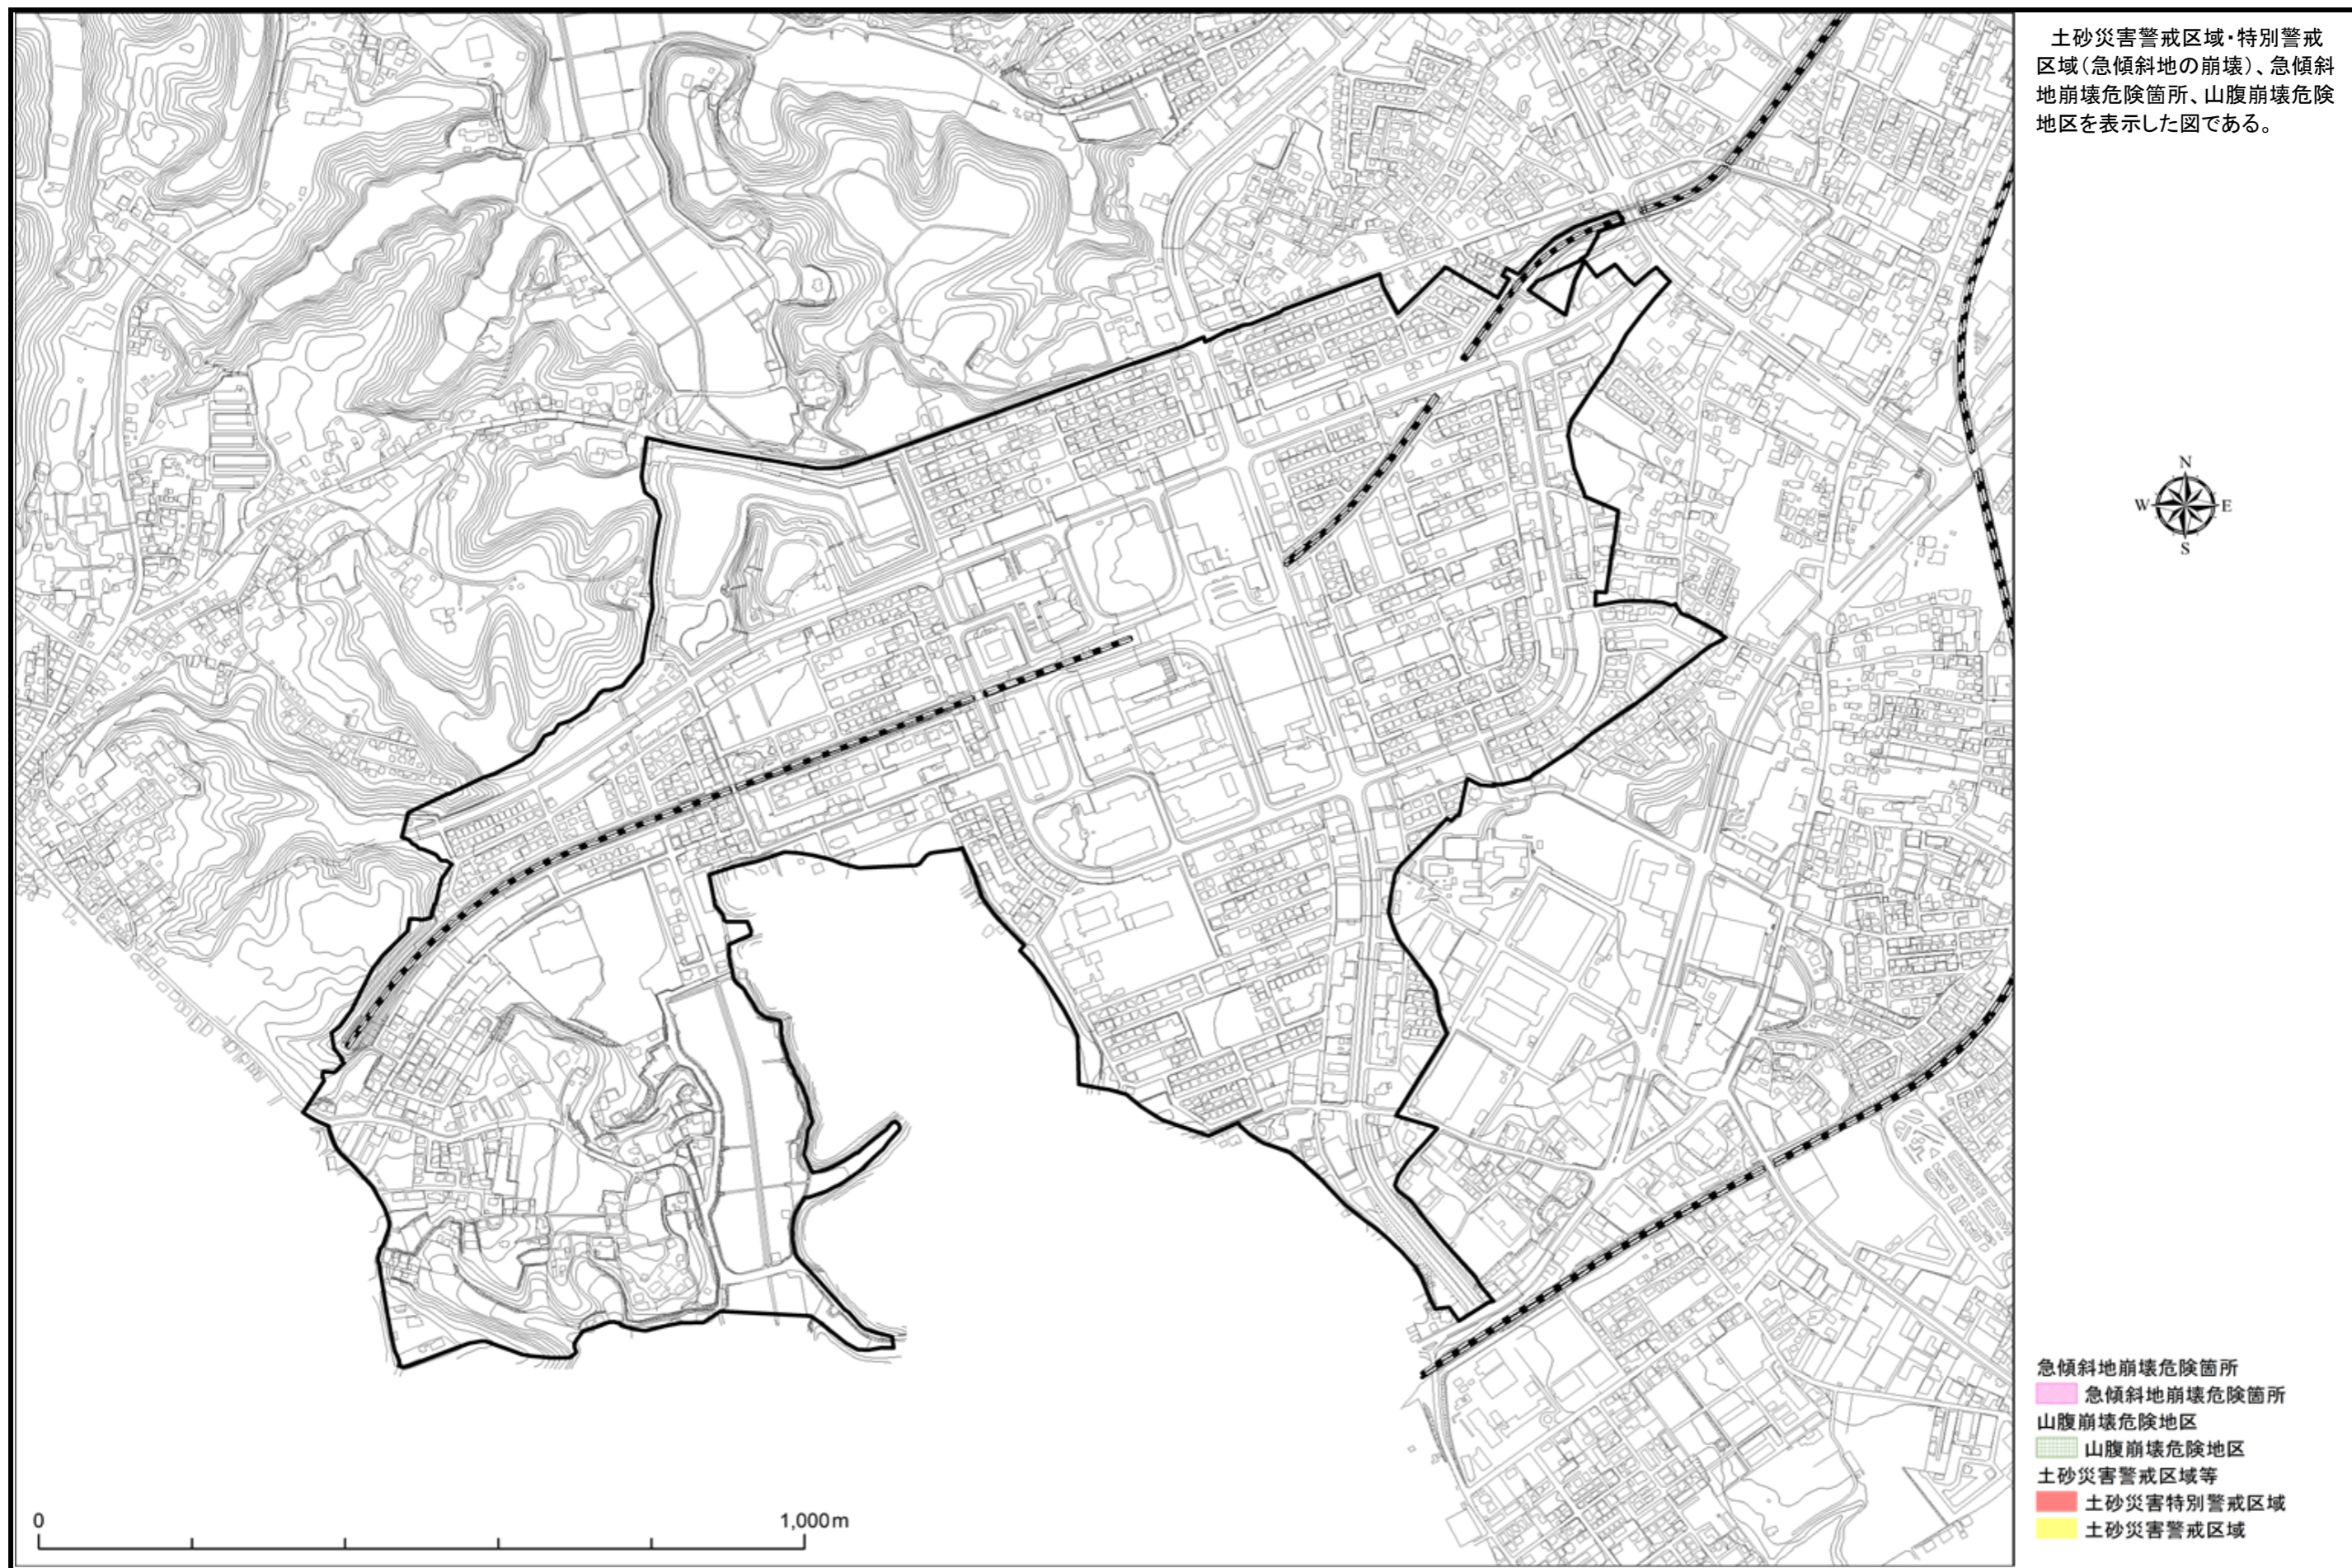 土砂災害警戒区域・特別警戒
区域（急傾斜地の崩壊）、急傾斜
地崩壊危険箇所、山腹崩壊危険
地区を表示した図である。
N
W E
S
急傾斜地崩壊危険箇所
急傾斜地崩壊危険箇所
山腹崩壊危険地区
山腹崩壊危険地区
土砂災害警戒区域等
土砂災害特別警戒区域
土砂災害警戒区域
0 1,000m